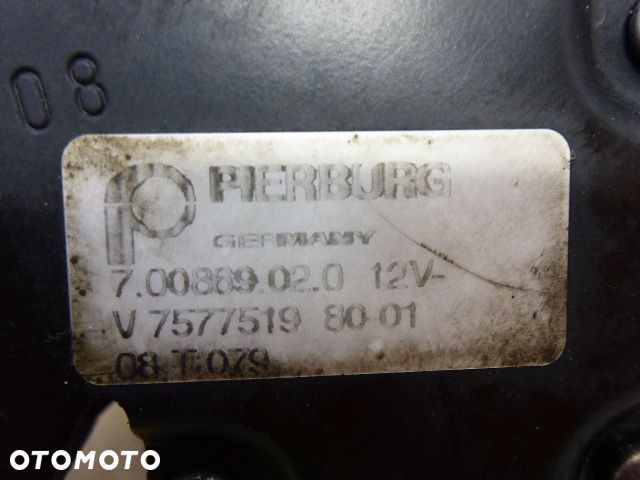 08
PIERBURG
GERMANY
7.00869.02.0 12V-
V 7577519 80-01
08.T.079
OTOMOTO